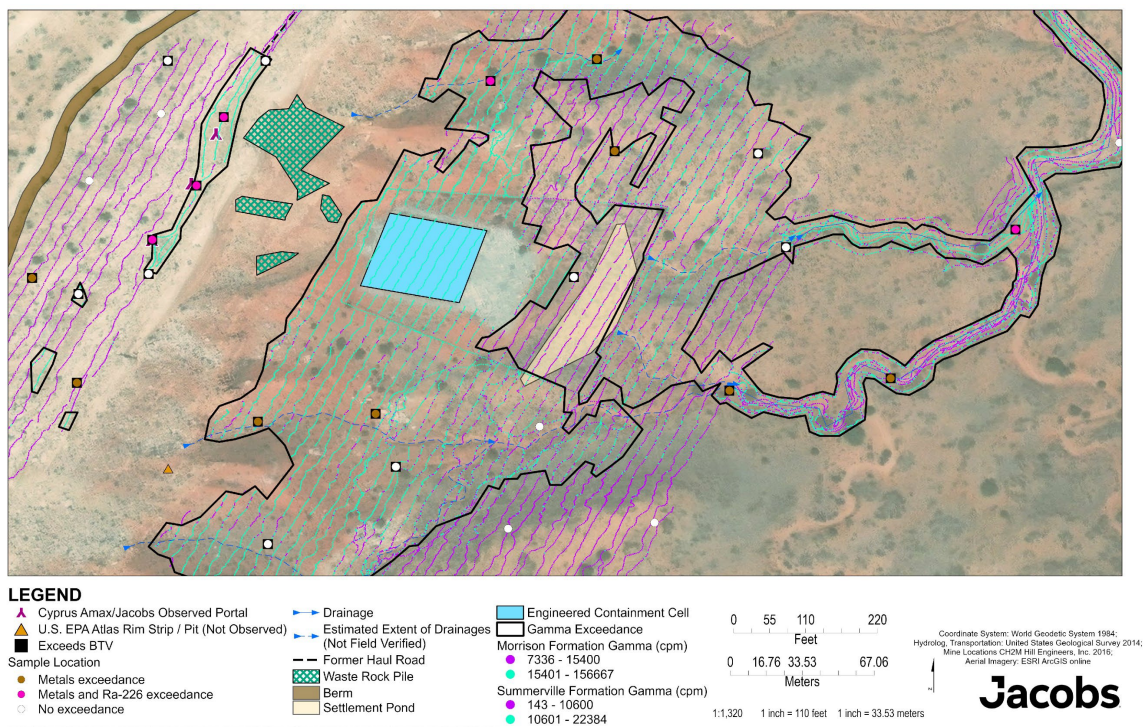 LEGEND
Cyprus Amax/Jacobs Observed Portal
U.S. EPA Atlas Rim Strip / Pit (Not Observed)
Exceeds BTV
Sample Location
Metals exceedance
Metals and Ra-226 exceedance
No exceedance
Drainage
Estimated Extent of Drainages
(Not Field Verified)
Former Haul Road
Waste Rock Pile
Berm
Settlement Pond
Engineered Containment Cell
Gamma Exceedance
Morrison Formation Gamma (cpm)
7336 - 15400
15401 - 156667
Summerville Formation Gamma (cpm)
143 - 10600
10601 - 22384
0 55 110 220
Feet
0 16.76 33.53 67.06
Meters
1:1,320 1 inch = 110 feet 1 inch = 33.53 meters
Coordinate System: World Geodetic System 1984;
Hydrolog, Transportation: United States Geological Survey 2014;
Mine Locations CH2M Hill Engineers, Inc. 2016;
Aerial Imagery: ESRI ArcGIS online
Jacobs